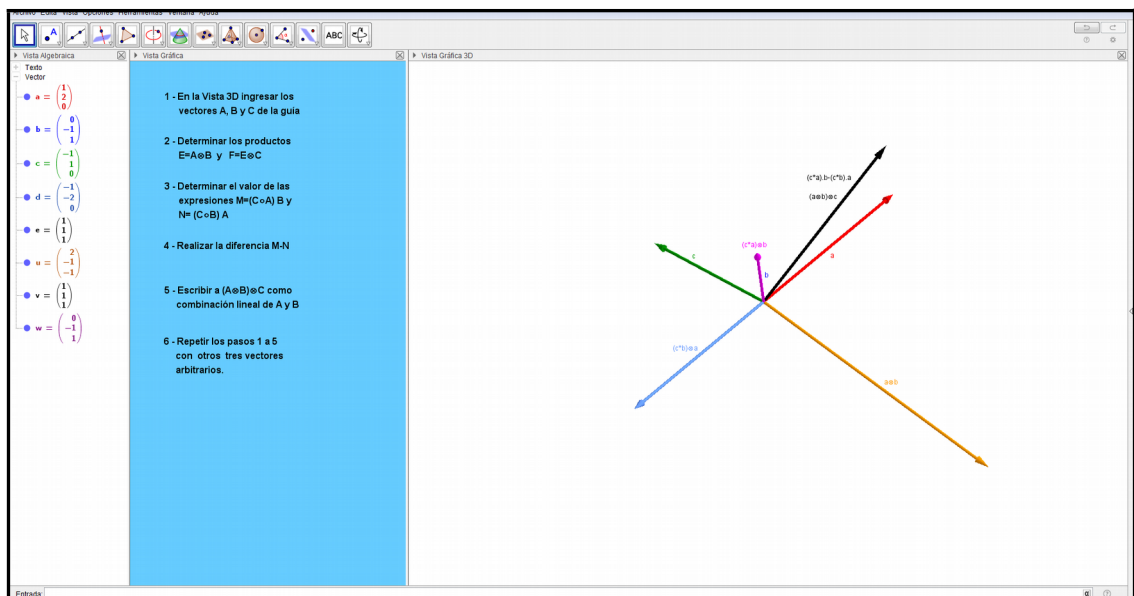 Archivo Edita Vista Opciones Herramientas Ventana Ayuda
ABC
Vista Algebraica
Vista Gráfica
Vista Gráfica 3D
Texto
Vector
a = (1 2 0)
b = (0 −1 1)
c = (−1 1 0)
d = (−1 −2 0)
e = (1 1 1)
u = (2 −1 −1)
v = (1 1 1)
w = (0 −1 1)
1 - En la Vista 3D ingresar los
vectores A, B y C de la guia
2 - Determinar los productos
E=A⊗B y F=E⊗C
3 - Determinar el valor de las
expresiones M=(C∘A) B y
N= (C∘B) A
4 - Realizar la diferencia M-N
5 - Escribir a (A⊗B)⊗C como
combinación lineal de A y B
6 - Repetir los pasos 1 a 5
con otros tres vectores
arbitrarios.
(c*a).b-(c*b).a
(a⊗b)⊗c
(c*a)⊗b
c
b
a
(c*b)⊗a
a⊗b
Entrada:
α